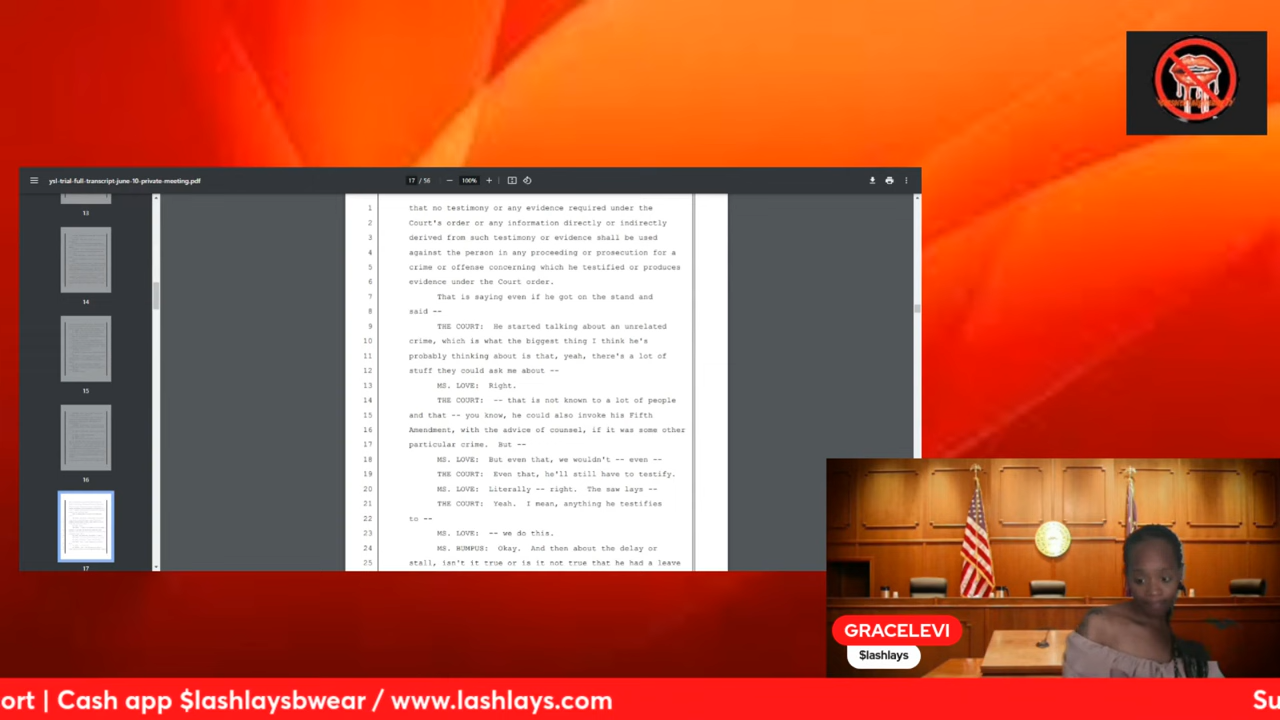 ysl-trial-full-transcript-june-10-private-meeting.pdf
17 / 56
100%
13
14
15
16
17
1 that no testimony or any evidence required under the
2 Court's order or any information directly or indirectly
3 derived from such testimony or evidence shall be used
4 against the person in any proceeding or prosecution for a
5 crime or offense concerning which he testified or produces
6 evidence under the Court order.
7 That is saying even if he got on the stand and
8 said --
9 THE COURT: He started talking about an unrelated
10 crime, which is what the biggest thing I think he's
11 probably thinking about is that, yeah, there's a lot of
12 stuff they could ask me about --
13 MS. LOVE: Right.
14 THE COURT: -- that is not known to a lot of people
15 and that -- you know, he could also invoke his Fifth
16 Amendment, with the advice of counsel, if it was some other
17 particular crime. But --
18 MS. LOVE: But even that, we wouldn't -- even --
19 THE COURT: Even that, he'll still have to testify.
20 MS. LOVE: Literally -- right. The saw lays --
21 THE COURT: Yeah. I mean, anything he testifies
22 to --
23 MS. LOVE: -- we do this.
24 MS. BUMPUS: Okay. And then about the delay or
25 stall, isn't it true or is it not true that he had a leave
GRACELEVI
$lashlays
ort | Cash app $lashlaysbwear / www.lashlays.com
Su